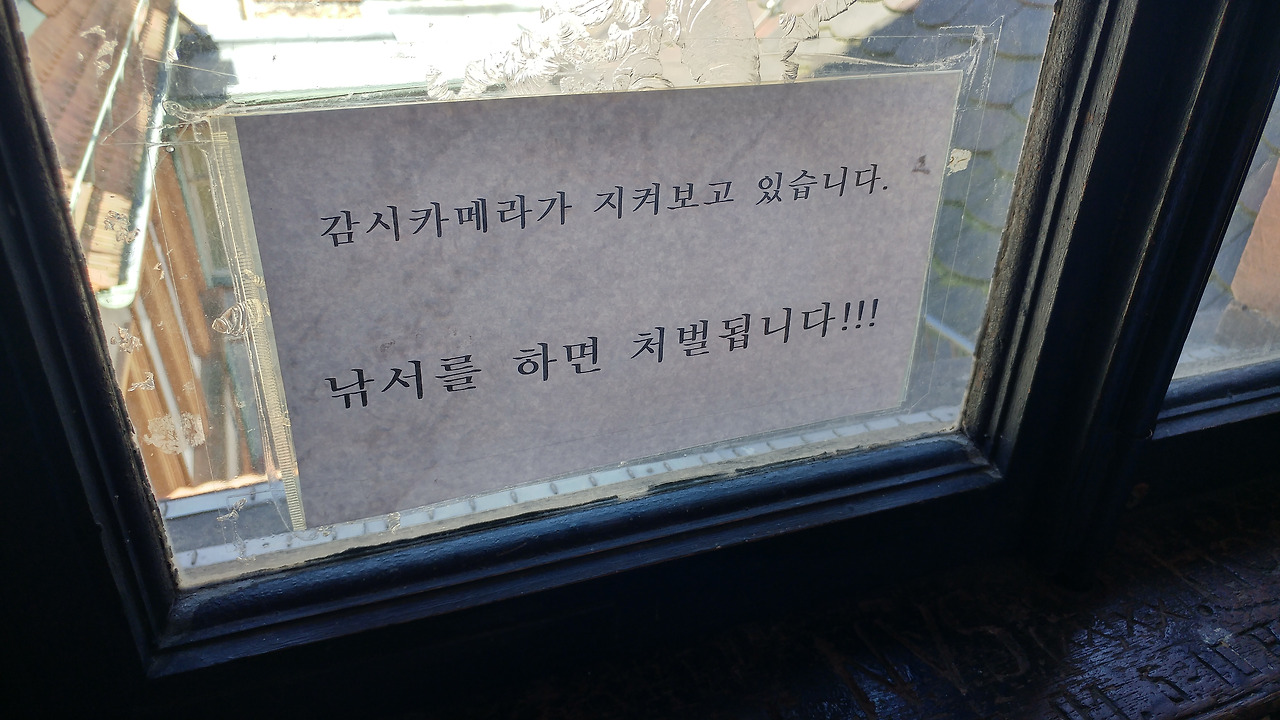 감시카메라가 지켜보고 있습니다.
낚서를 하면 처벌됩니다!!!